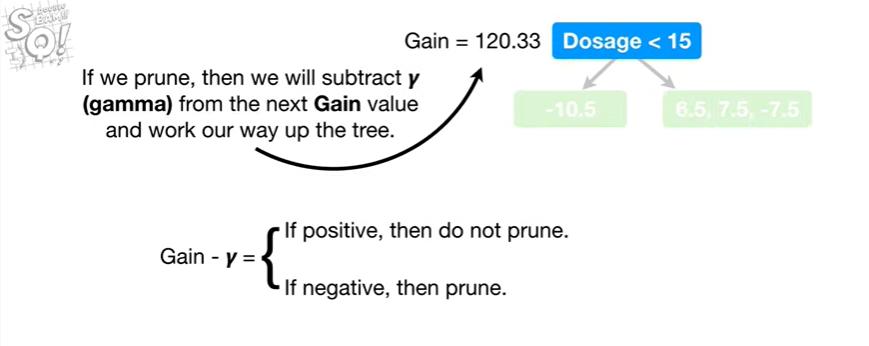 Gain = 120.33 Dosage < 15
If we prune, then we will subtract γ
(gamma) from the next Gain value
and work our way up the tree.
-10.5 6.5, 7.5, -7.5
If positive, then do not prune.
Gain - γ =
If negative, then prune.